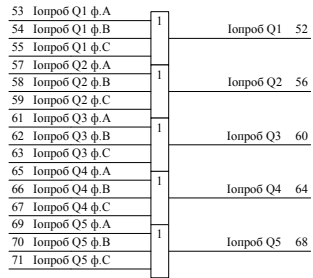 53 Iопроб Q1 ф.А
54 Iопроб Q1 ф.В
55 Iопроб Q1 ф.С
1
Iопроб Q1 52
57 Iопроб Q2 ф.А
58 Iопроб Q2 ф.В
59 Iопроб Q2 ф.С
1
Iопроб Q2 56
61 Iопроб Q3 ф.А
62 Iопроб Q3 ф.В
63 Iопроб Q3 ф.С
1
Iопроб Q3 60
65 Iопроб Q4 ф.А
66 Iопроб Q4 ф.В
67 Iопроб Q4 ф.С
1
Iопроб Q4 64
69 Iопроб Q5 ф.А
70 Iопроб Q5 ф.В
71 Iопроб Q5 ф.С
1
Iопроб Q5 68